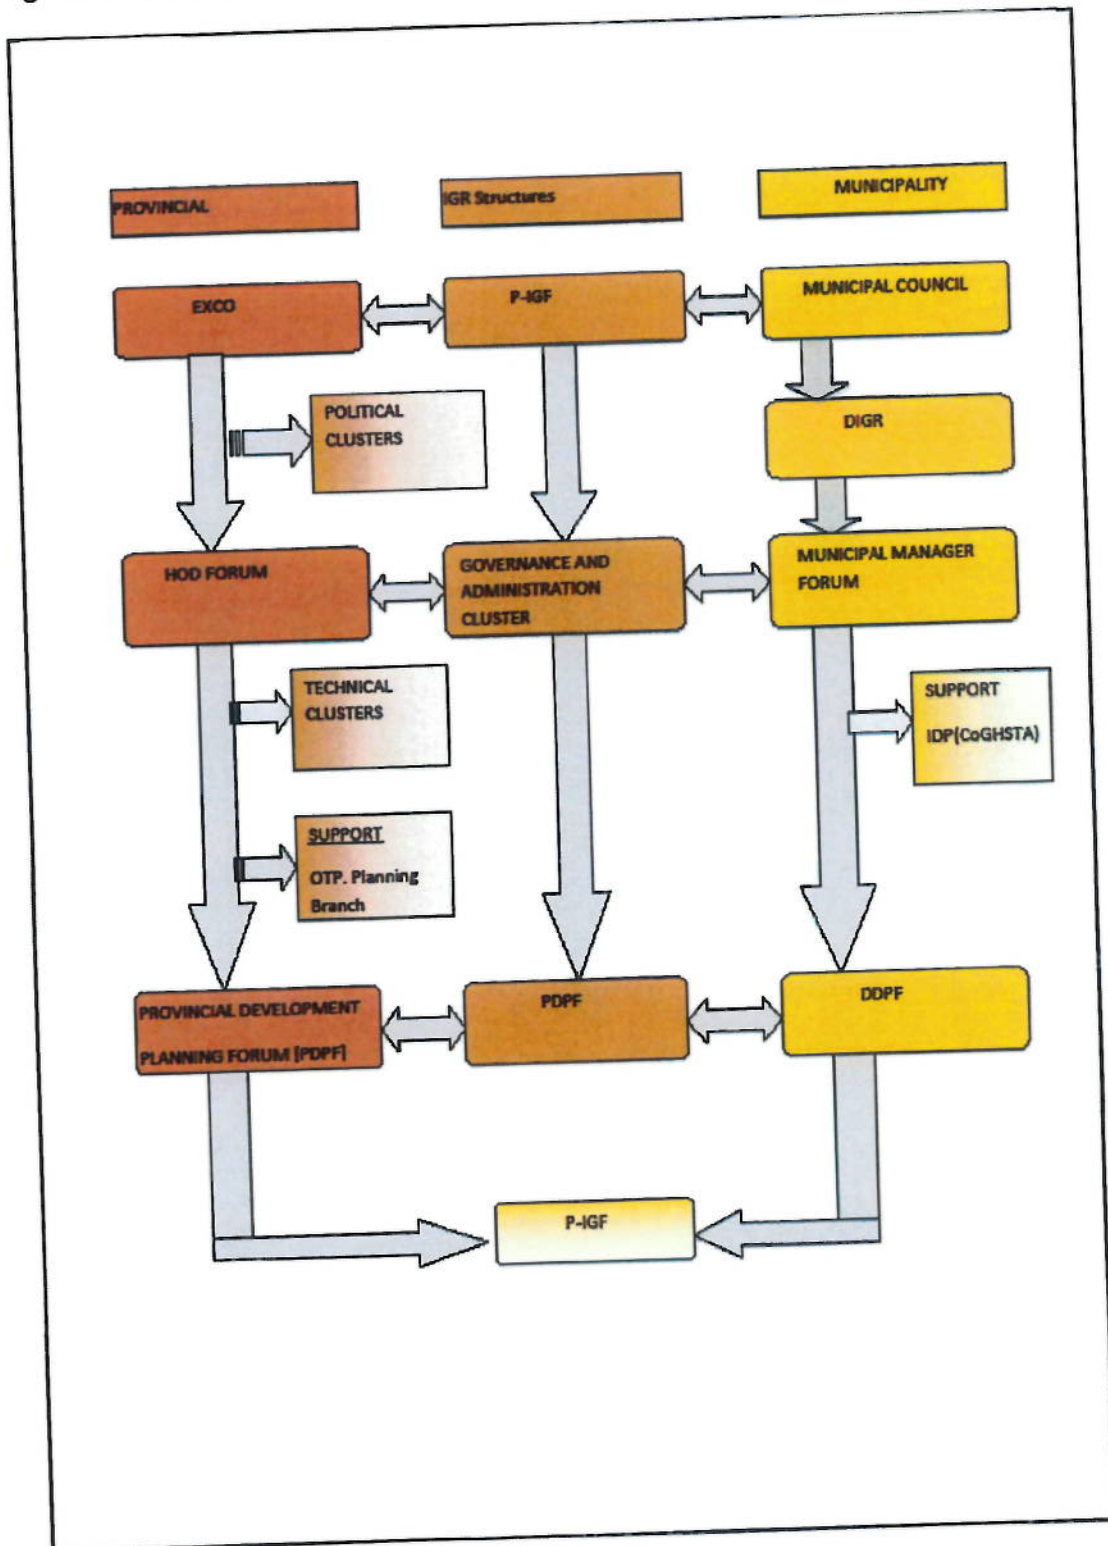 PROVINCIAL
IGR Structures
MUNICIPALITY
EXCO
P-IGF
MUNICIPAL COUNCIL
POLITICAL
CLUSTERS
DIGR
HOD FORUM
GOVERNANCE AND
ADMINISTRATION
CLUSTER
MUNICIPAL MANAGER
FORUM
TECHNICAL
CLUSTERS
SUPPORT
IDP(CoGHSTA)
SUPPORT
OTP. Planning
Branch
PROVINCIAL DEVELOPMENT
PLANNING FORUM [PDPF]
PDPF
DDPF
P-IGF